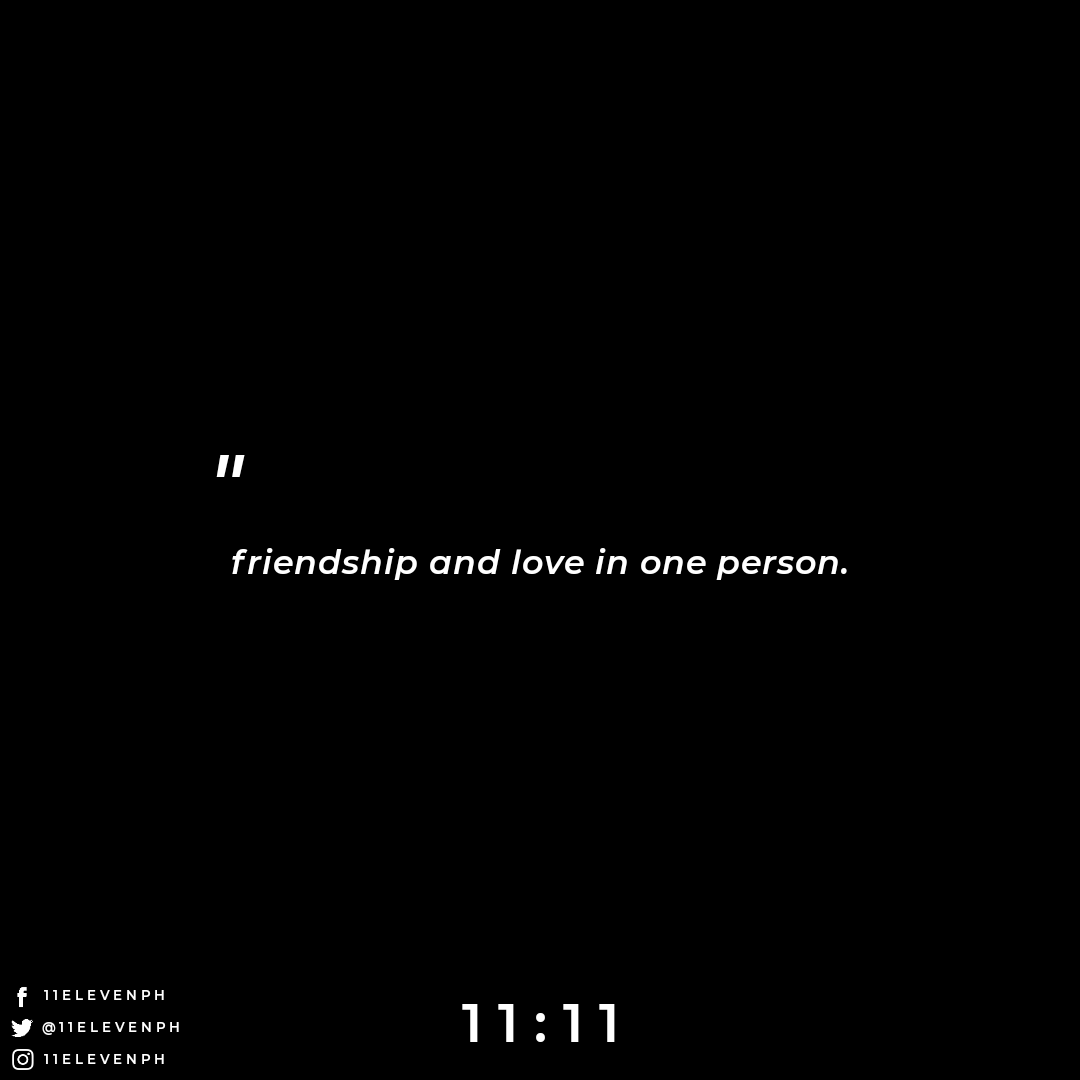 "
friendship and love in one person.
11ELEVENPH
@11ELEVENPH
11ELEVENPH
11:11